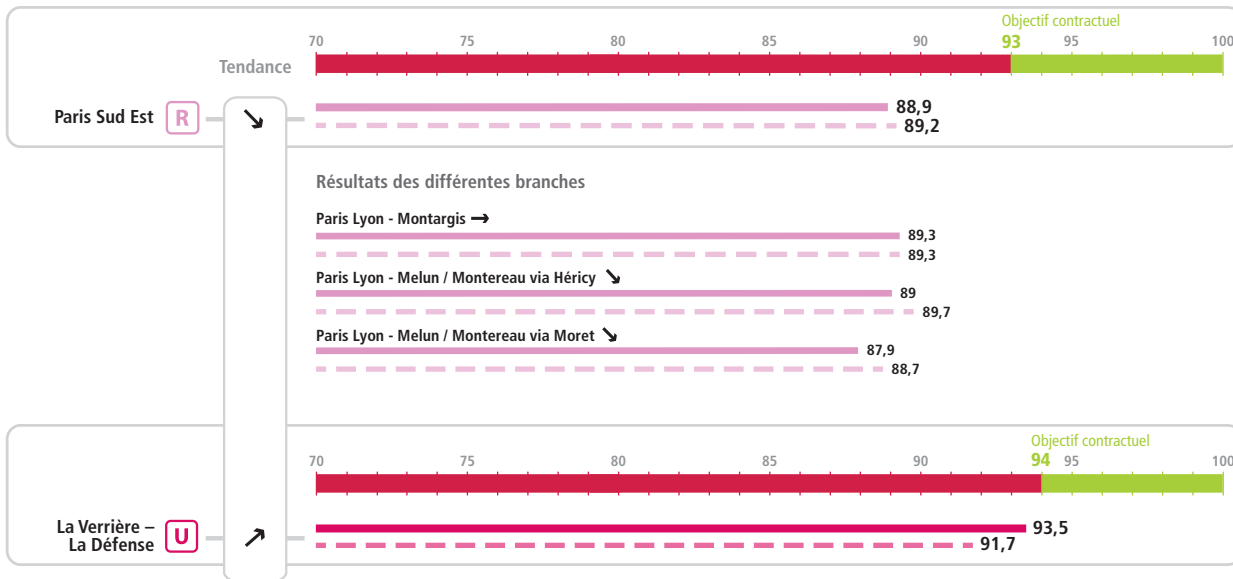 Objectif contractuel
70 75 80 85 90 93 95 100
Tendance
Paris Sud Est R
88,9
89,2
Résultats des différentes branches
Paris Lyon - Montargis →
89,3
89,3
Paris Lyon - Melun / Montereau via Héricy ↘
89
89,7
Paris Lyon - Melun / Montereau via Moret ↘
87,9
88,7
Objectif contractuel
70 75 80 85 90 94 95 100
La Verrière –
La Défense U
93,5
91,7